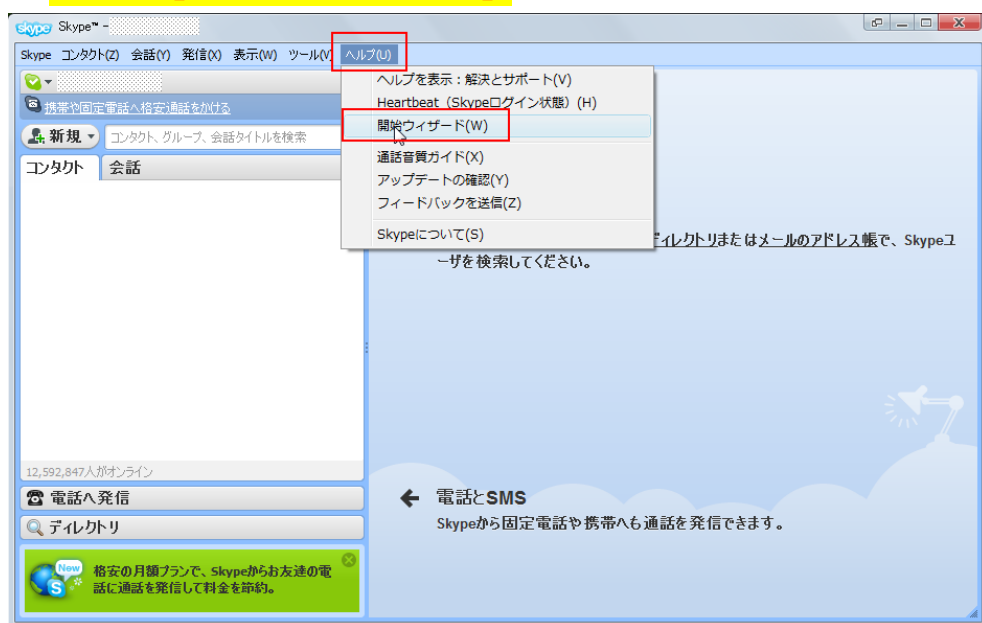 skype Skype™ -
Skype コンタクト(Z) 会話(Y) 発信(X) 表示(W) ツール(V) ヘルプ(U)
携帯や固定電話へ格安通話をかける
新規 コンタクト、グループ、会話タイトルを検索
コンタクト 会話
ヘルプを表示：解決とサポート(V)
Heartbeat（Skypeログイン状態）(H)
開始ウィザード(W)
通話音質ガイド(X)
アップデートの確認(Y)
フィードバックを送信(Z)
Skypeについて(S)
ディレクトリまたはメールのアドレス帳で、Skypeユ
ーザを検索してください。
12,592,847人がオンライン
電話へ発信
ディレクトリ
電話とSMS
Skypeから固定電話や携帯へも通話を発信できます。
New
格安の月額プランで、Skypeからお友達の電
話に通話を発信して料金を節約。